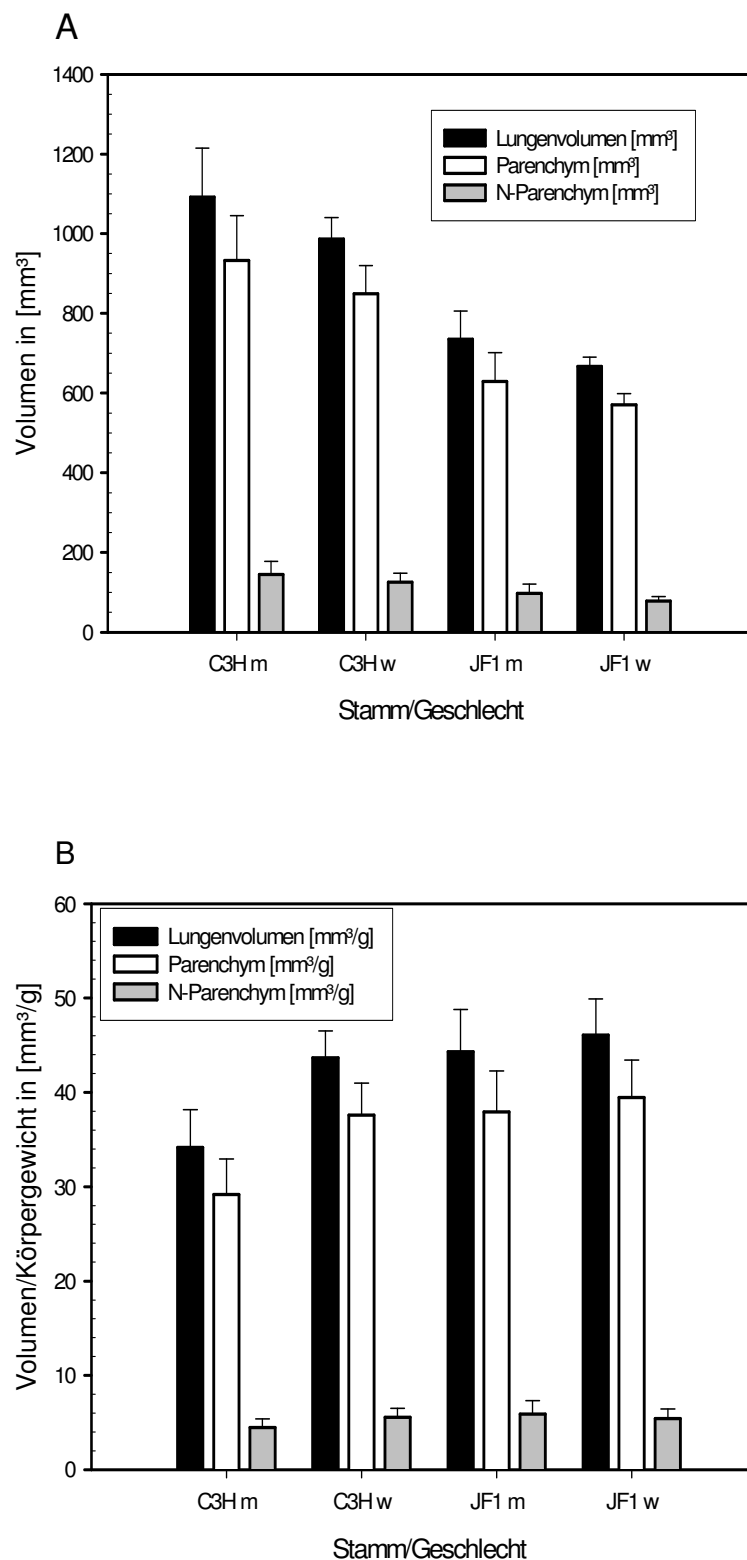 A
1400
1200
1000
800
600
400
200
0
Volumen in [mm³]
Lungenvolumen [mm³]
Parenchym [mm³]
N-Parenchym [mm³]
C3H m C3H w JF1 m JF1 w
Stamm/Geschlecht
B
60
50
40
30
20
10
0
Volumen/Körpergewicht in [mm³/g]
Lungenvolumen [mm³/g]
Parenchym [mm³/g]
N-Parenchym [mm³/g]
C3H m C3H w JF1 m JF1 w
Stamm/Geschlecht